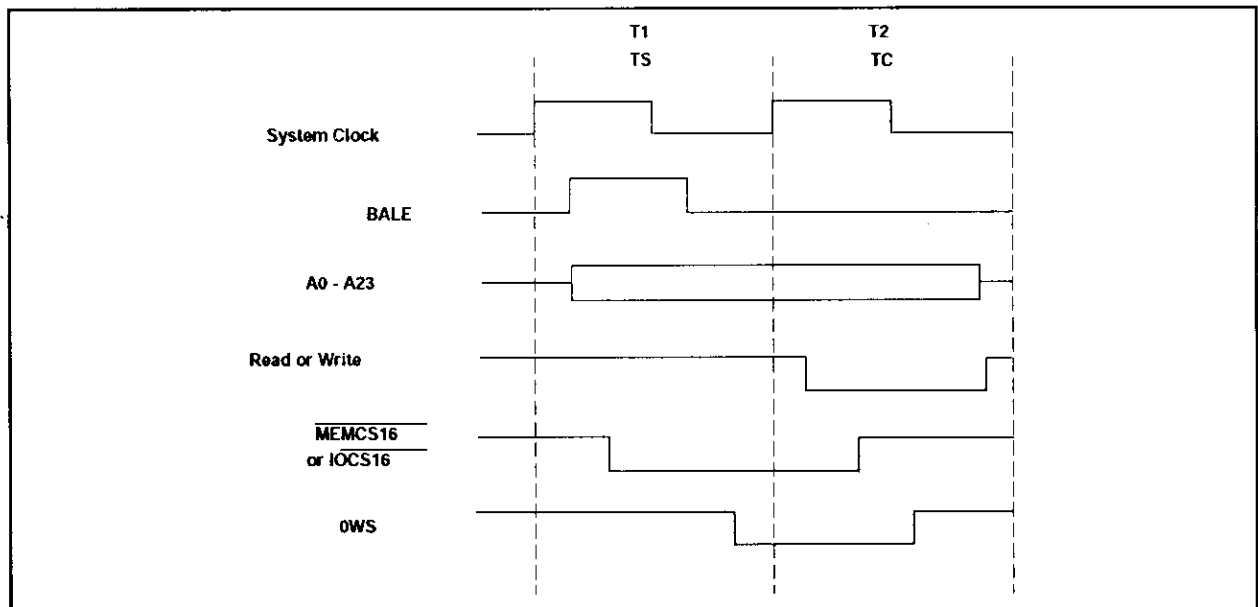 T1 T2
TS TC
System Clock
BALE
A0 - A23
Read or Write
MEMCS16
or IOCS16
0WS